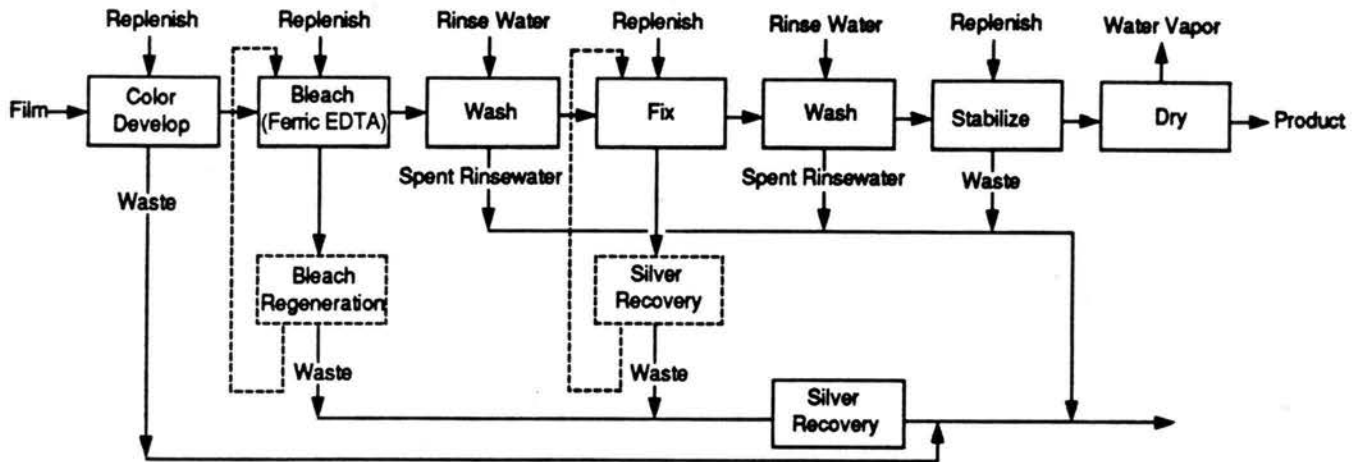 Replenish
Replenish
Rinse Water
Replenish
Rinse Water
Replenish
Water Vapor
Film
Color
Develop
Bleach
(Ferric EDTA)
Wash
Fix
Wash
Stabilize
Dry
Product
Waste
Spent Rinsewater
Spent Rinsewater
Waste
Bleach
Regeneration
Silver
Recovery
Waste
Waste
Silver
Recovery